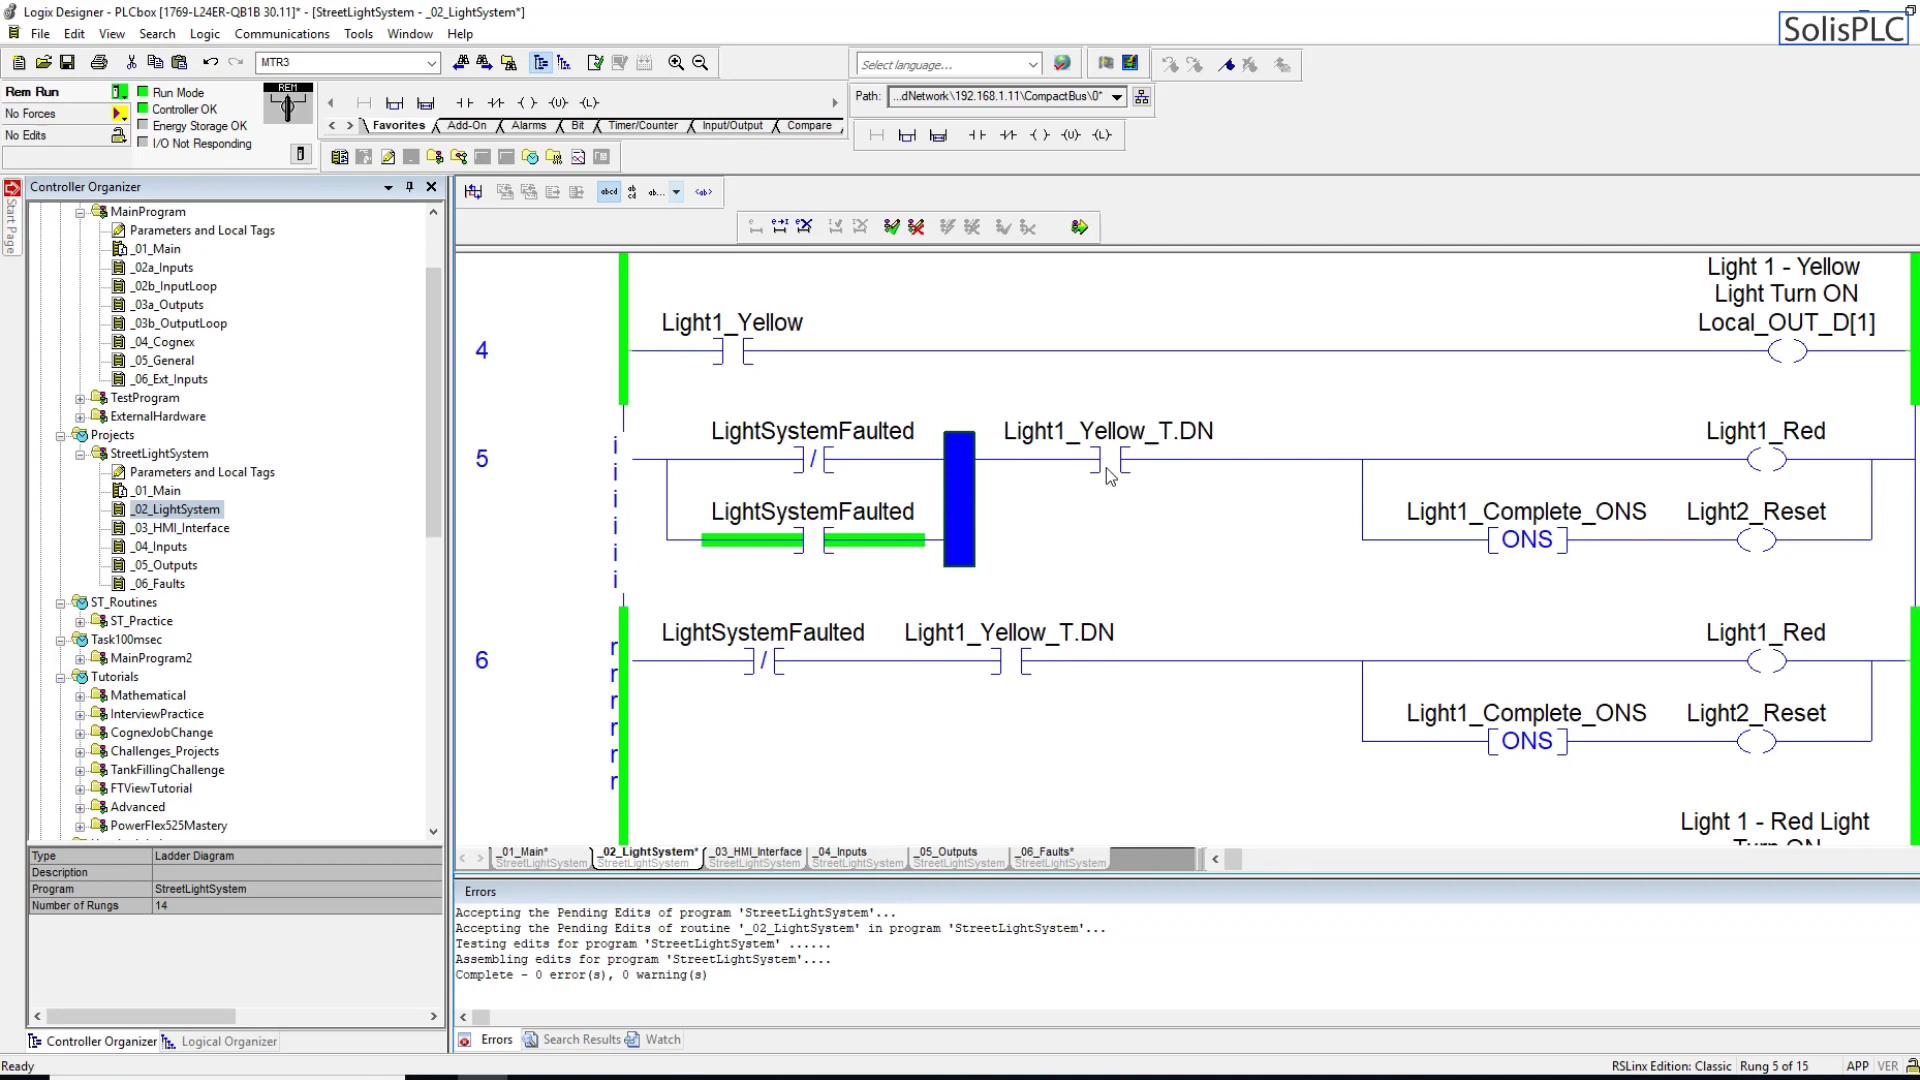 Logix Designer - PLCbox [1769-L24ER-QB1B 30.11]* - [StreetLightSystem - _02_LightSystem*]
SolisPLC
File Edit View Search Logic Communications Tools Window Help
MTR3
Select language...
Rem Run
Run Mode
REM
No Forces
Controller OK
Energy Storage OK
No Edits
I/O Not Responding
Path: ...dNetwork\192.168.1.11\CompactBus\0*
Favorites Add-On Alarms Bit Timer/Counter Input/Output Compare
Start Page
Controller Organizer
MainProgram
Parameters and Local Tags
_01_Main
_02a_Inputs
_02b_InputLoop
_03a_Outputs
_03b_OutputLoop
_04_Cognex
_05_General
_06_Ext_Inputs
TestProgram
ExternalHardware
Projects
StreetLightSystem
Parameters and Local Tags
_01_Main
_02_LightSystem
_03_HMI_Interface
_04_Inputs
_05_Outputs
_06_Faults
ST_Routines
ST_Practice
Task100msec
MainProgram2
Tutorials
Mathematical
InterviewPractice
CognexJobChange
Challenges_Projects
TankFillingChallenge
FTViewTutorial
Advanced
PowerFlex525Mastery
Type Ladder Diagram
Description
Program StreetLightSystem
Number of Rungs 14
Controller Organizer Logical Organizer
Light 1 - Yellow
Light Turn ON
Light1_Yellow Local_OUT_D[1]
4
LightSystemFaulted Light1_Yellow_T.DN Light1_Red
5 /
LightSystemFaulted Light1_Complete_ONS Light2_Reset
ONS
i
i
i
i
i
i
LightSystemFaulted Light1_Yellow_T.DN Light1_Red
6 /
Light1_Complete_ONS Light2_Reset
ONS
r
r
r
r
r
r
Light 1 - Red Light
Turn ON
_01_Main* _02_LightSystem* _03_HMI_Interface _04_Inputs _05_Outputs _06_Faults*
StreetLightSystem StreetLightSystem StreetLightSystem StreetLightSystem StreetLightSystem StreetLightSystem
Errors
Accepting the Pending Edits of program 'StreetLightSystem'...
Accepting the Pending Edits of routine '_02_LightSystem' in program 'StreetLightSystem'...
Testing edits for program 'StreetLightSystem' ......
Assembling edits for program 'StreetLightSystem'....
Complete - 0 error(s), 0 warning(s)
Errors Search Results Watch
Ready
RSLinx Edition: Classic Rung 5 of 15 APP VER